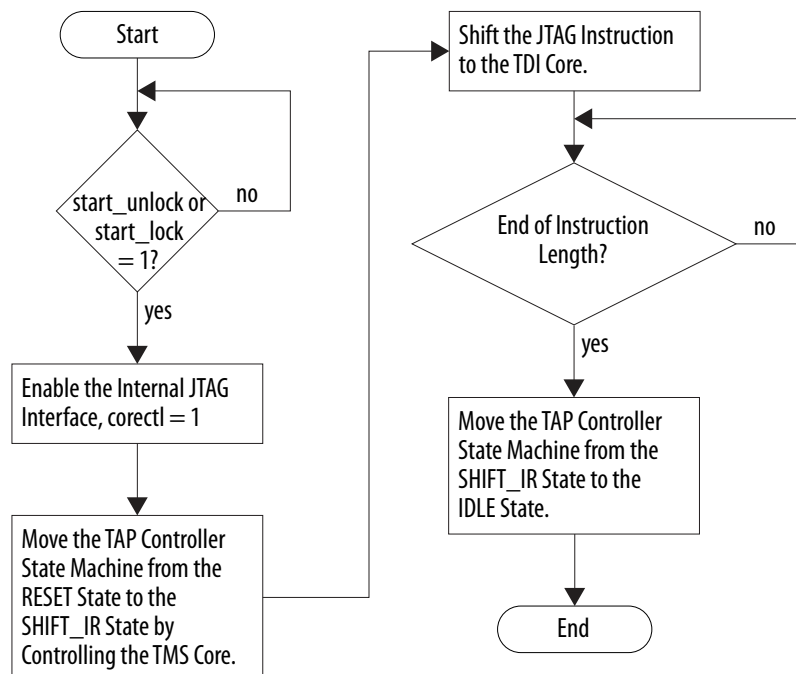 Start
start_unlock or
start_lock
= 1?
no
yes
Enable the Internal JTAG
Interface, corectl = 1
Move the TAP Controller
State Machine from the
RESET State to the
SHIFT_IR State by
Controlling the TMS Core.
Shift the JTAG Instruction
to the TDI Core.
End of Instruction
Length?
no
yes
Move the TAP Controller
State Machine from the
SHIFT_IR State to the
IDLE State.
End